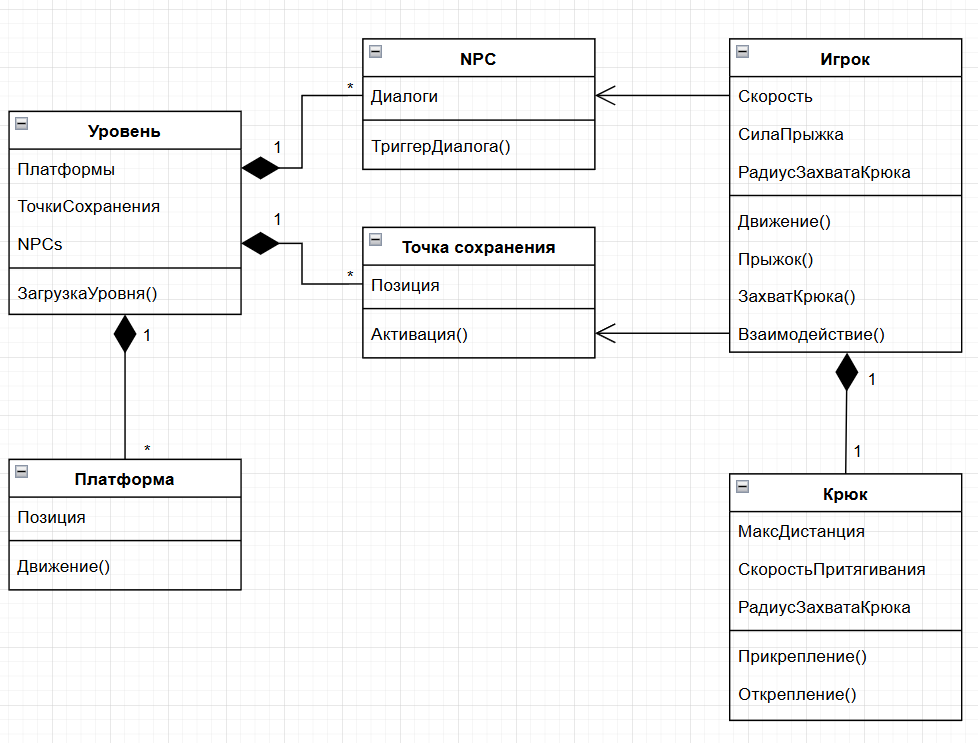 Уровень
Платформы
ТочкиСохранения
NPCs
ЗагрузкаУровня()
1
*
1
*
1
*
NPC
Диалоги
ТриггерДиалога()
Точка сохранения
Позиция
Активация()
Игрок
Скорость
СилаПрыжка
РадиусЗахватаКрюка
Движение()
Прыжок()
ЗахватКрюка()
Взаимодействие()
1
1
Платформа
Позиция
Движение()
Крюк
МаксДистанция
СкоростьПритягивания
РадиусЗахватаКрюка
Прикрепление()
Открепление()